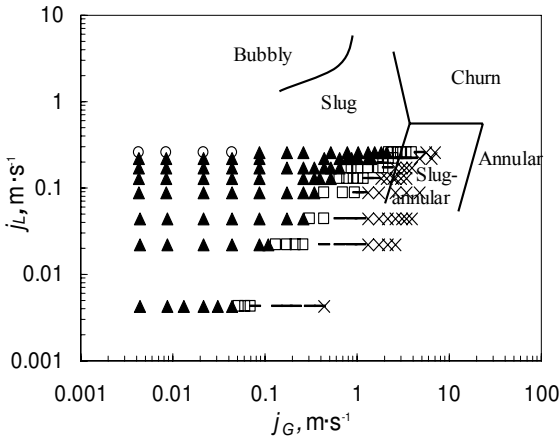 10
Bubbly
Churn
1
Slug
Annular
0.1
Slug-
annular
0.01
0.001
0.001 0.01 0.1 1 10 100
j_L, m·s⁻¹
j_G, m·s⁻¹